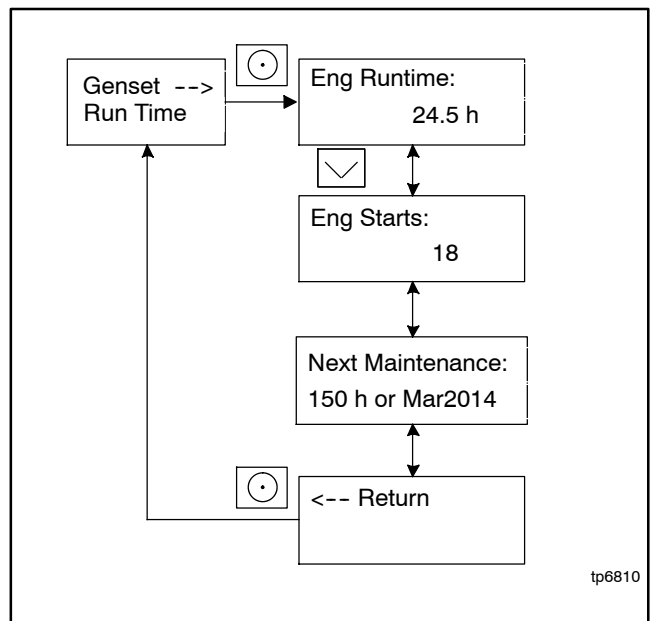 Genset -->
Run Time
Eng Runtime:
24.5 h
Eng Starts:
18
Next Maintenance:
150 h or Mar2014
<-- Return
tp6810